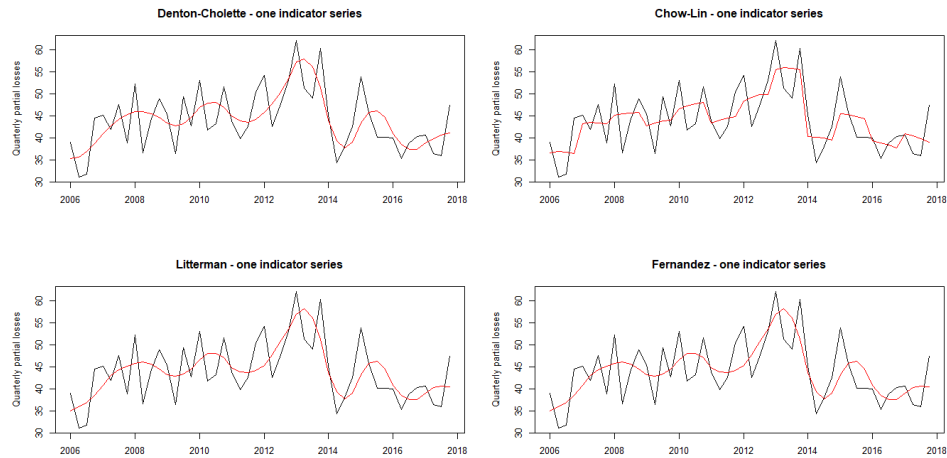 Denton-Cholette - one indicator series
Quarterly partial losses
60
55
50
45
40
35
30
2006 2008 2010 2012 2014 2016 2018
Chow-Lin - one indicator series
Quarterly partial losses
60
55
50
45
40
35
30
2006 2008 2010 2012 2014 2016 2018
Litterman - one indicator series
Quarterly partial losses
60
55
50
45
40
35
30
2006 2008 2010 2012 2014 2016 2018
Fernandez - one indicator series
Quarterly partial losses
60
55
50
45
40
35
30
2006 2008 2010 2012 2014 2016 2018